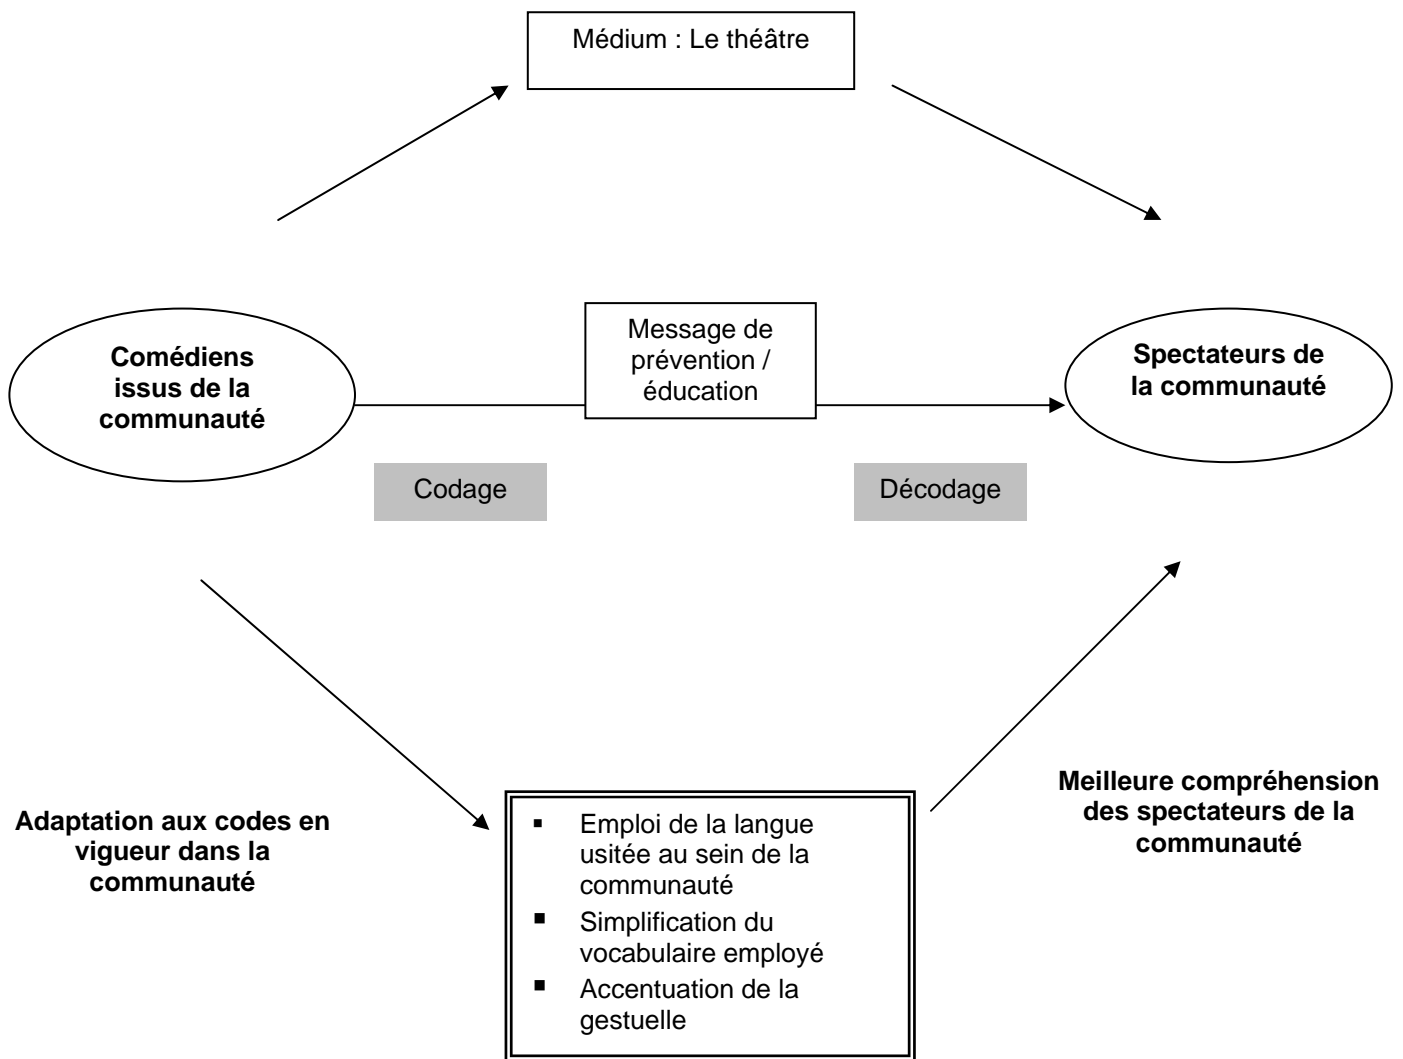 Médium : Le théâtre
Comédiens
issus de la
communauté
Message de
prévention /
éducation
Spectateurs de
la communauté
Codage
Décodage
Adaptation aux codes en
vigueur dans la
communauté
▪ Emploi de la langue
usitée au sein de la
communauté
▪ Simplification du
vocabulaire employé
▪ Accentuation de la
gestuelle
Meilleure compréhension
des spectateurs de la
communauté